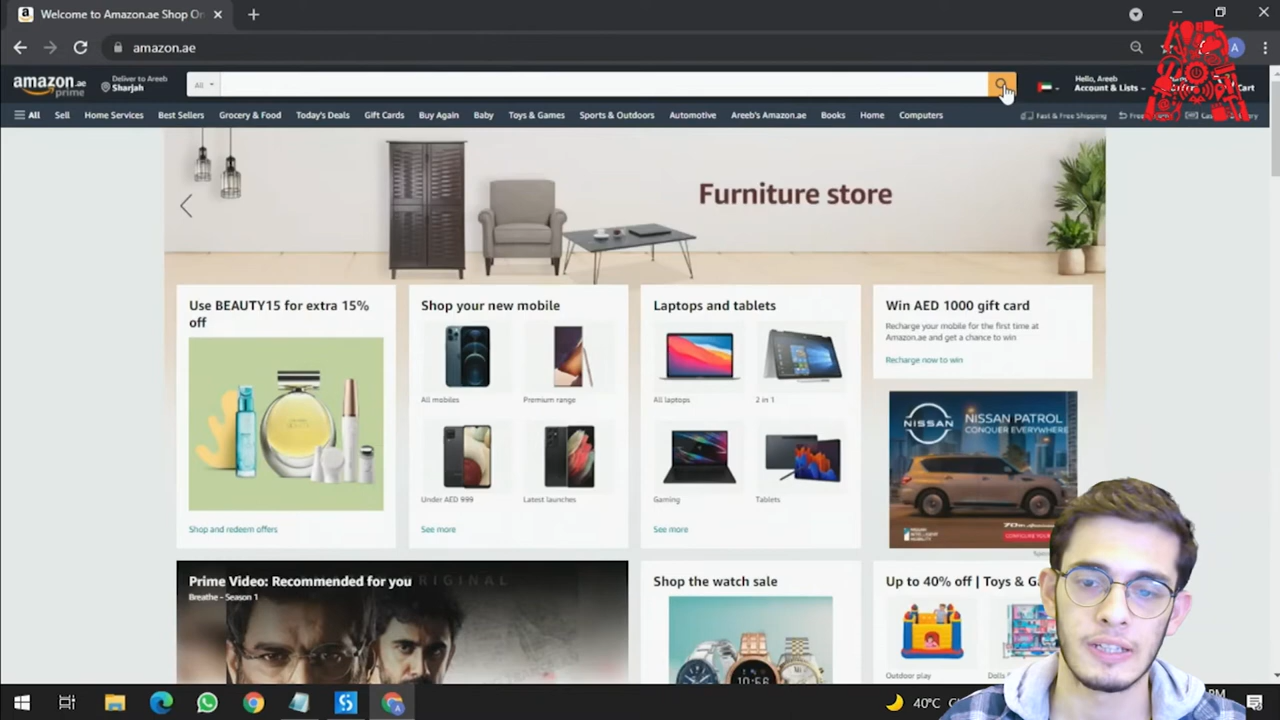 Welcome to Amazon.ae Shop On
amazon.ae
amazon.ae
prime
Deliver to Areeb
Sharjah
All
Hello, Areeb
Account & Lists
Cart
All
Sell
Home Services
Best Sellers
Grocery & Food
Today's Deals
Gift Cards
Buy Again
Baby
Toys & Games
Sports & Outdoors
Automotive
Areeb's Amazon.ae
Books
Home
Computers
Fast & Free Shipping
Furniture store
Use BEAUTY15 for extra 15%
off
Shop and redeem offers
Shop your new mobile
All mobiles
Premium range
Under AED 999
Latest launches
See more
Laptops and tablets
All laptops
2 in 1
Gaming
Tablets
See more
Win AED 1000 gift card
Recharge your mobile for the first time at
Amazon.ae and get a chance to win
Recharge now to win
NISSAN
NISSAN PATROL
CONQUER EVERYWHERE
Prime Video: Recommended for you
ORIGINAL
Breathe - Season 1
Shop the watch sale
10:56
Up to 40% off | Toys &
Outdoor play
40°C